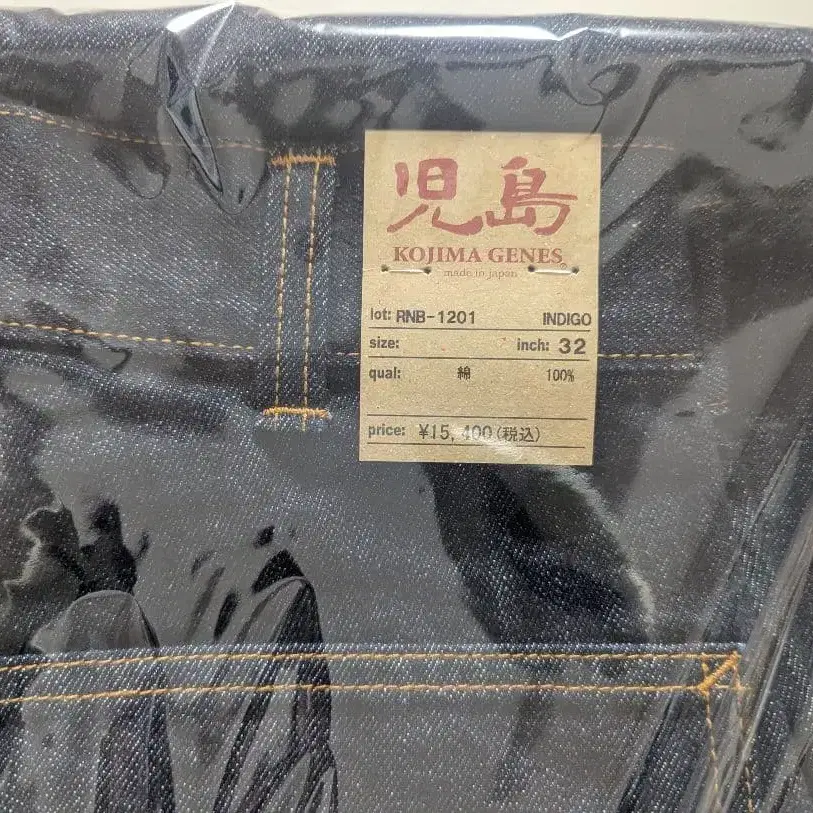 児島
KOJIMA GENES®
made in japan
lot: RNB-1201 INDIGO
size: inch: 32
qual: 綿 100%
price: ¥15,400(税込)